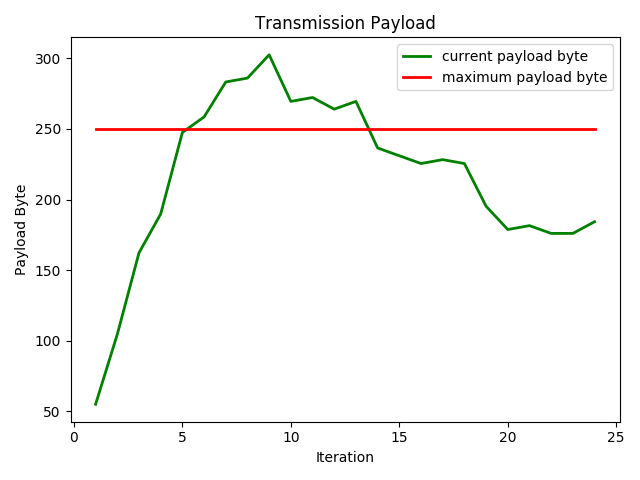 Transmission Payload
current payload byte
maximum payload byte
300
250
200
150
100
50
Payload Byte
0 5 10 15 20 25
Iteration